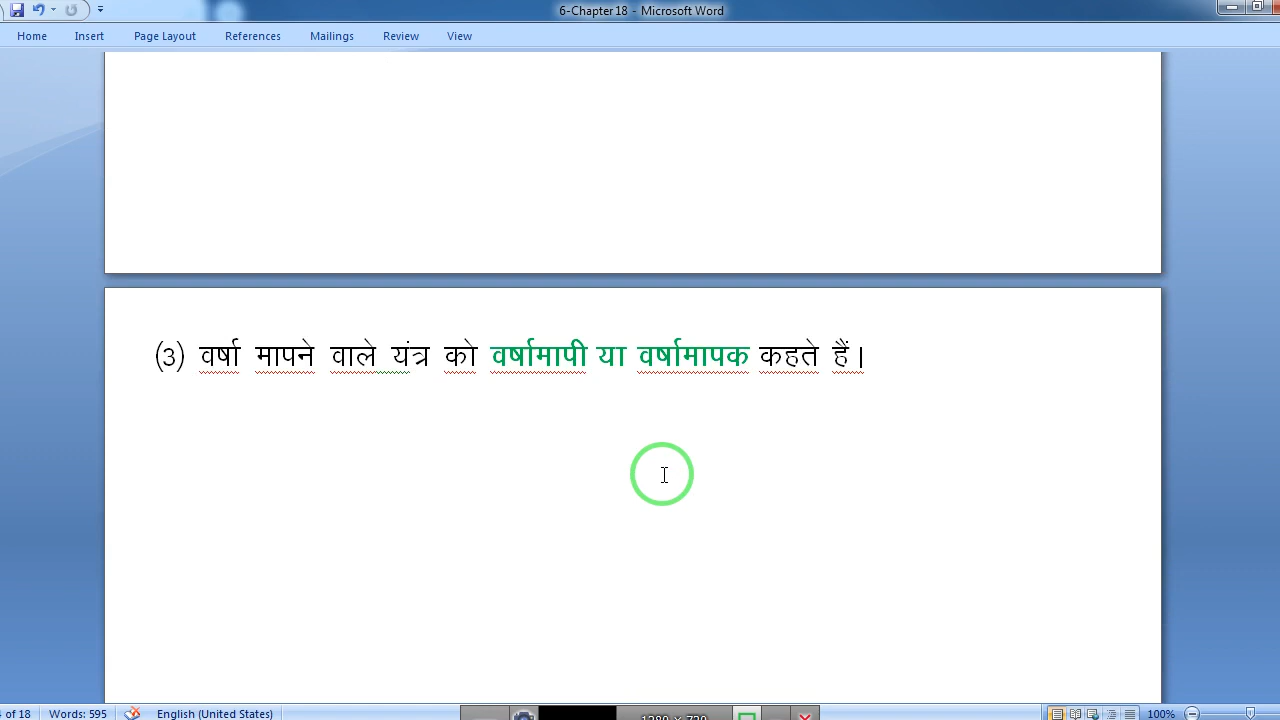 6-Chapter18 - Microsoft Word
Home Insert Page Layout References Mailings Review View
(3) वर्षा मापने वाले यंत्र को वर्षामापी या वर्षामापक कहते हैं।
of 18 Words: 595 English (United States) 100%